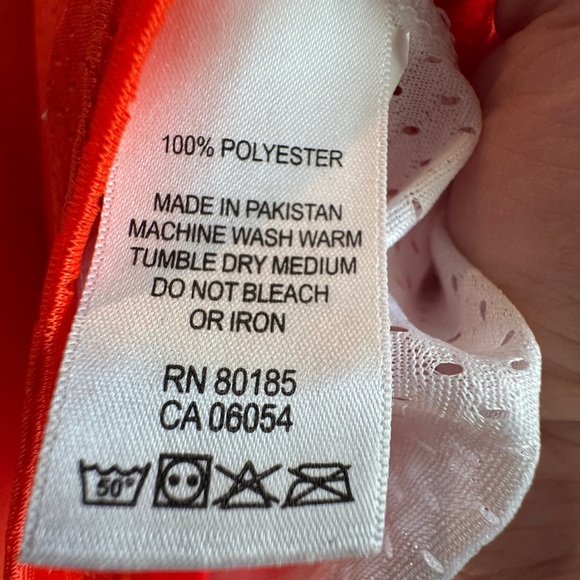 100% POLYESTER
MADE IN PAKISTAN
MACHINE WASH WARM
TUMBLE DRY MEDIUM
DO NOT BLEACH
OR IRON
RN 80185
CA 06054
50°